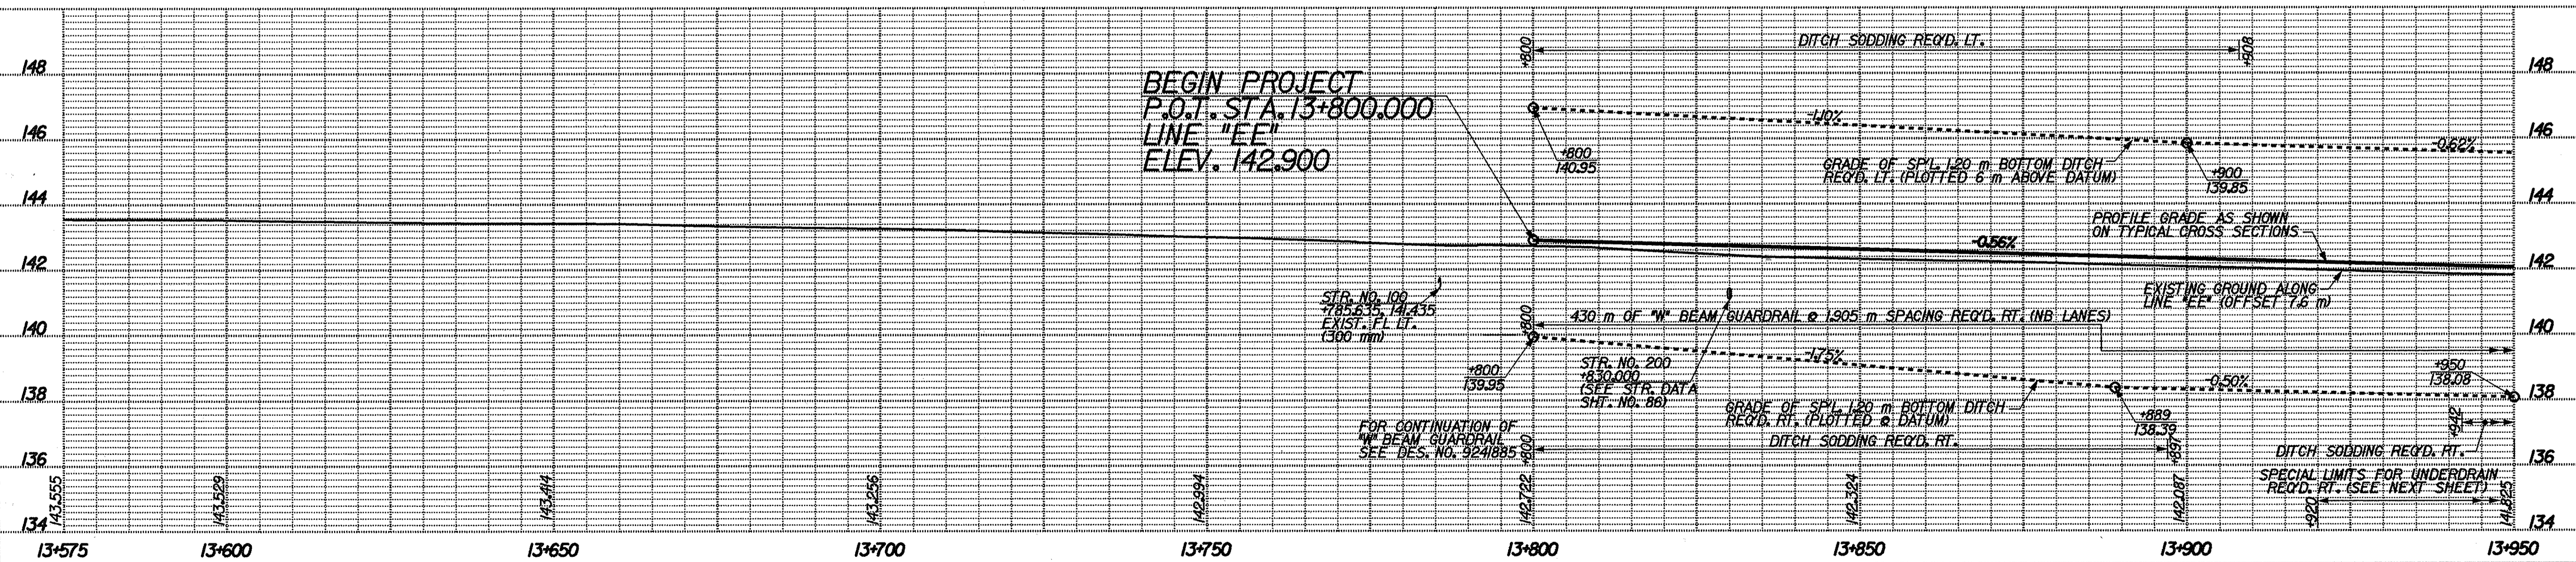 +800
DITCH SODDING REQ'D. LT.
+908
148
148
BEGIN PROJECT
P.O.T. STA. 13+800.000
LINE "EE"
ELEV. 142.900
-1.10%
+800
140.95
146
146
GRADE OF SP'L. 1.20 m BOTTOM DITCH
REQ'D. LT. (PLOTTED 6 m ABOVE DATUM)
-0.62%
+900
139.85
144
144
PROFILE GRADE AS SHOWN
ON TYPICAL CROSS SECTIONS
-0.56%
142
142
EXISTING GROUND ALONG
LINE "EE" (OFFSET 7.6 m)
STR. NO. 100
+785.635, 141.435
EXIST. FL LT.
(300 mm)
+800
430 m OF "W" BEAM GUARDRAIL @ 1.905 m SPACING REQ'D. RT. (NB LANES)
140
140
-1.75%
STR. NO. 200
+830.000
(SEE STR. DATA
SHT. NO. 86)
+800
139.95
-0.50%
+950
138.08
138
138
GRADE OF SP'L. 1.20 m BOTTOM DITCH
REQ'D. RT. (PLOTTED @ DATUM)
+889
138.39
FOR CONTINUATION OF
"W" BEAM GUARDRAIL
SEE DES. NO. 9241885
+800
DITCH SODDING REQ'D. RT.
+897
+942
DITCH SODDING REQ'D. RT.
136
136
SPECIAL LIMITS FOR UNDERDRAIN
REQ'D. RT. (SEE NEXT SHEET)
+920
143.555
143.529
143.414
143.256
142.994
142.722
142.324
142.087
141.825
134
134
13+575
13+600
13+650
13+700
13+750
13+800
13+850
13+900
13+950